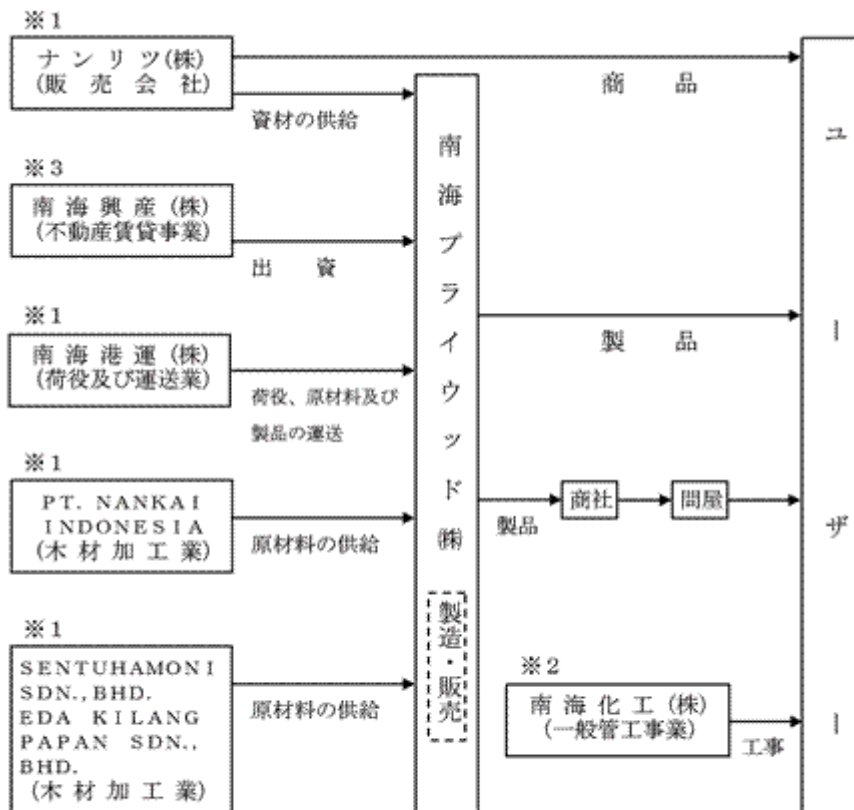 ※1
ナンリツ(株)
(販売会社)
商品
資材の供給
※3
南海興産(株)
(不動産賃貸事業)
出資
※1
南海港運(株)
(荷役及び運送業)
荷役、原材料及び
製品の運送
※1
PT. NANKAI
INDONESIA
(木材加工業)
原材料の供給
※1
SENTUHAMONI
SDN.,BHD.
EDA KILANG
PAPAN SDN.,
BHD.
(木材加工業)
原材料の供給
南海プライウッド㈱
製造・販売
製品
製品
商社
問屋
※2
南海化工(株)
(一般管工事業)
工事
ユーザー